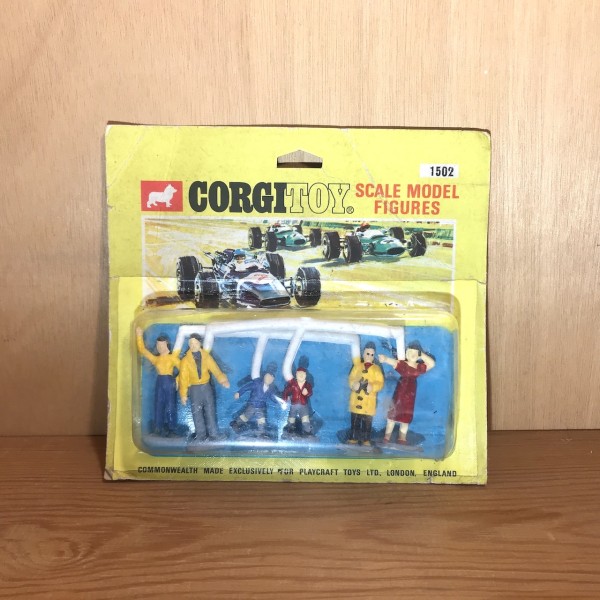 1502
CORGITOY® SCALE MODEL
FIGURES
COMMONWEALTH MADE EXCLUSIVELY FOR PLAYCRAFT TOYS LTD, LONDON, ENGLAND